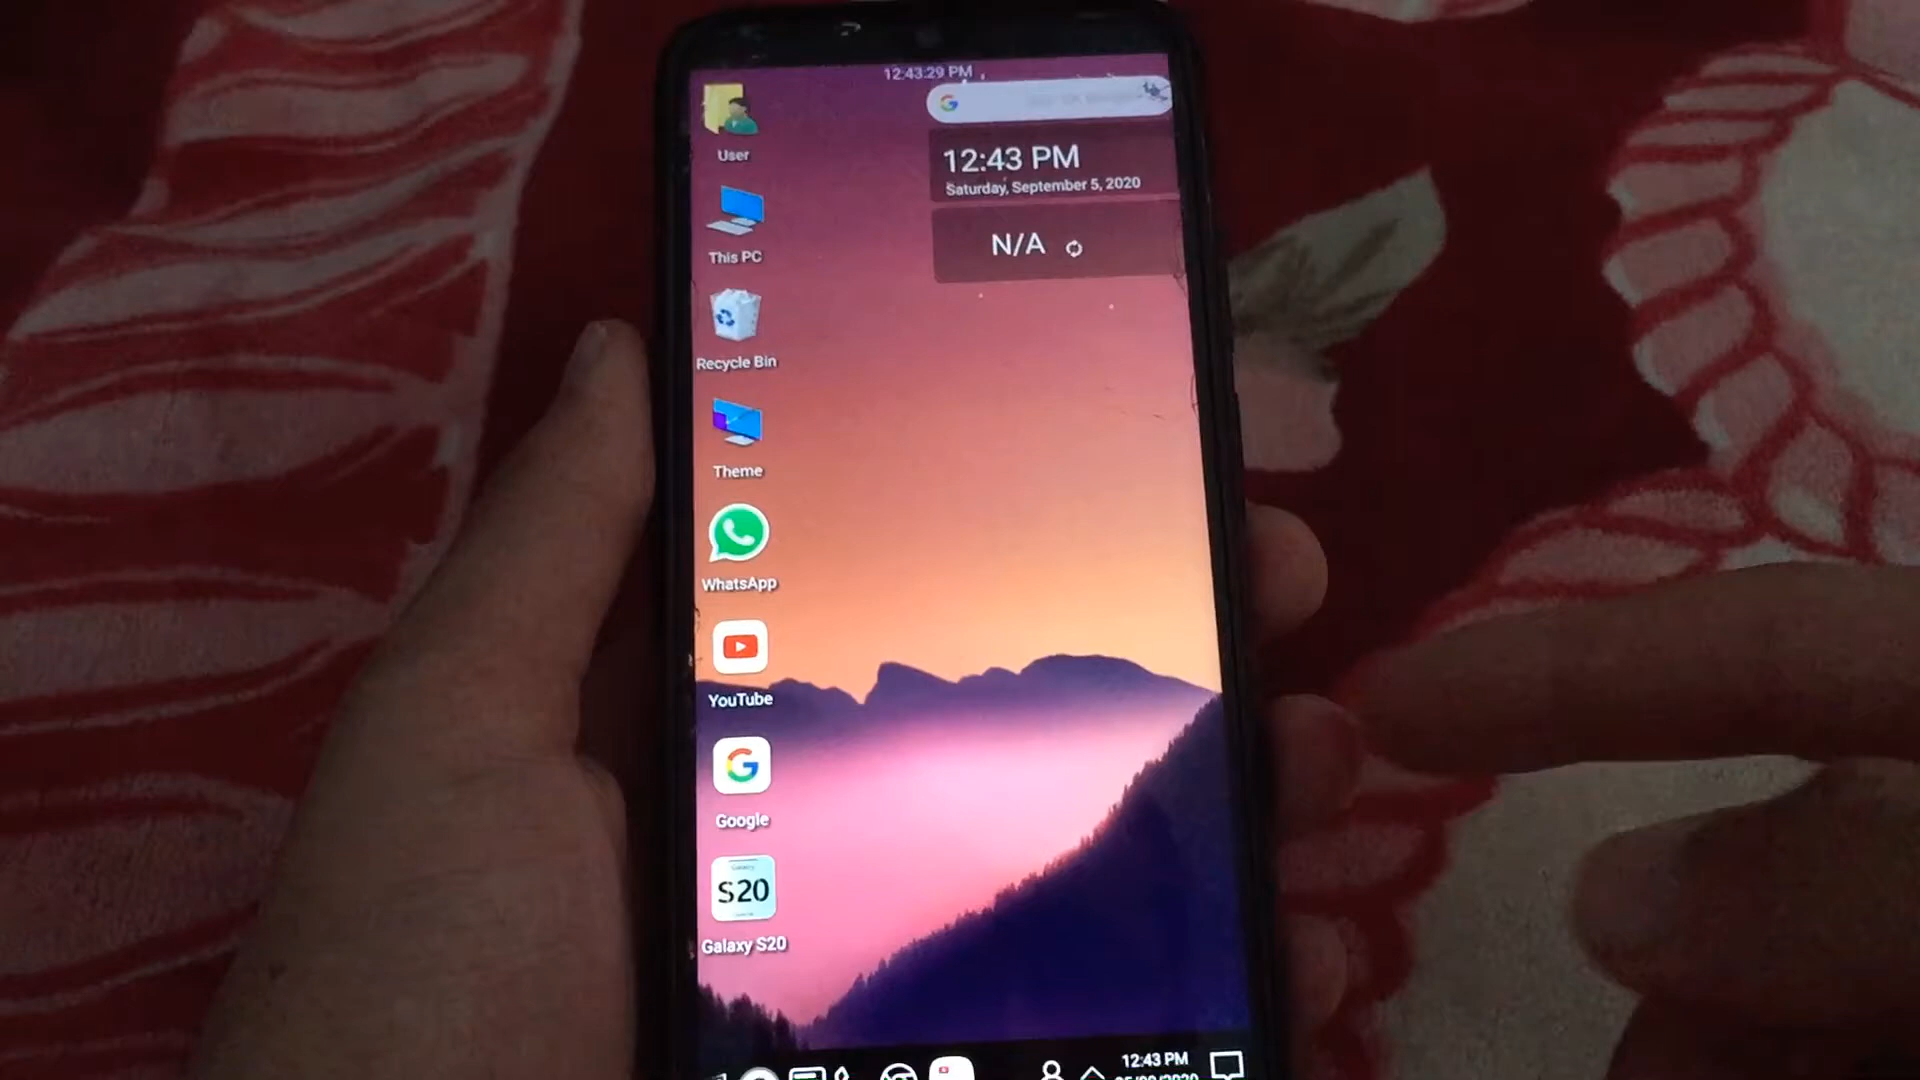 12:43:29 PM
User
12:43 PM
Saturday, September 5, 2020
This PC
N/A
Recycle Bin
Theme
WhatsApp
YouTube
Google
S20
Galaxy S20
12:43 PM